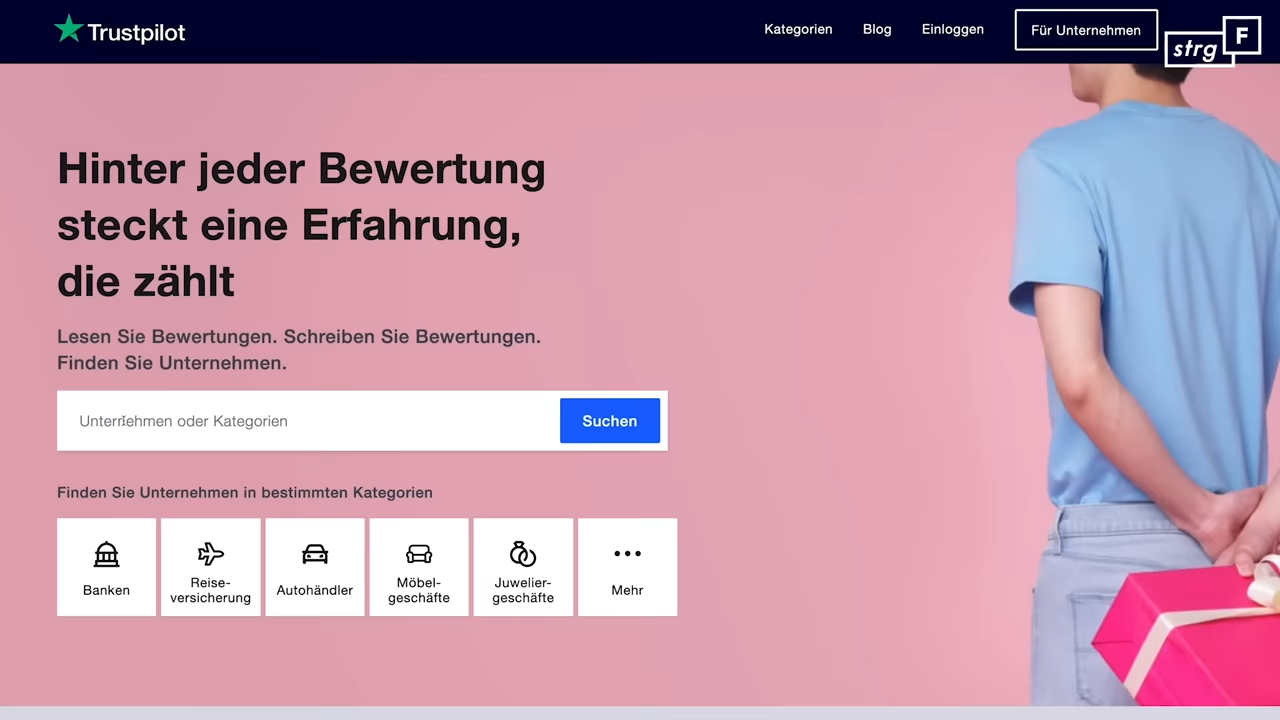 Trustpilot
Kategorien
Blog
Einloggen
Für Unternehmen
strg
F
Hinter jeder Bewertung
steckt eine Erfahrung,
die zählt
Lesen Sie Bewertungen. Schreiben Sie Bewertungen.
Finden Sie Unternehmen.
Unternehmen oder Kategorien
Suchen
Finden Sie Unternehmen in bestimmten Kategorien
Banken
Reise-
versicherung
Autohändler
Möbel-
geschäfte
Juwelier-
geschäfte
Mehr